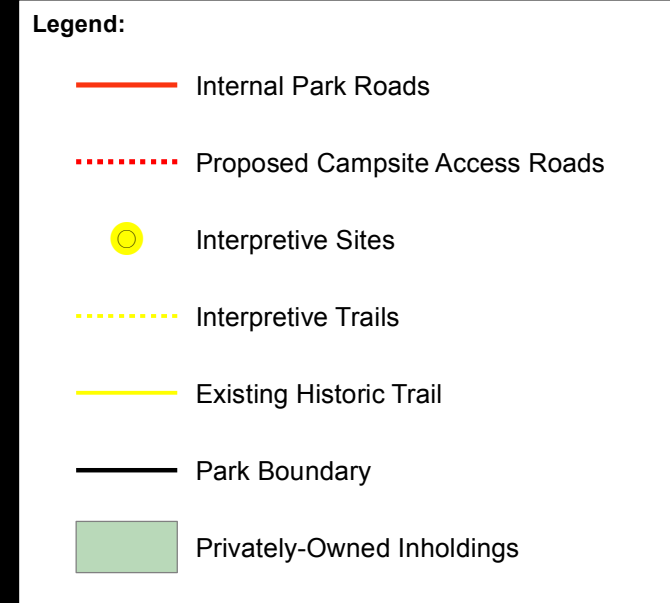 Legend:
Internal Park Roads
Proposed Campsite Access Roads
Interpretive Sites
Interpretive Trails
Existing Historic Trail
Park Boundary
Privately-Owned Inholdings